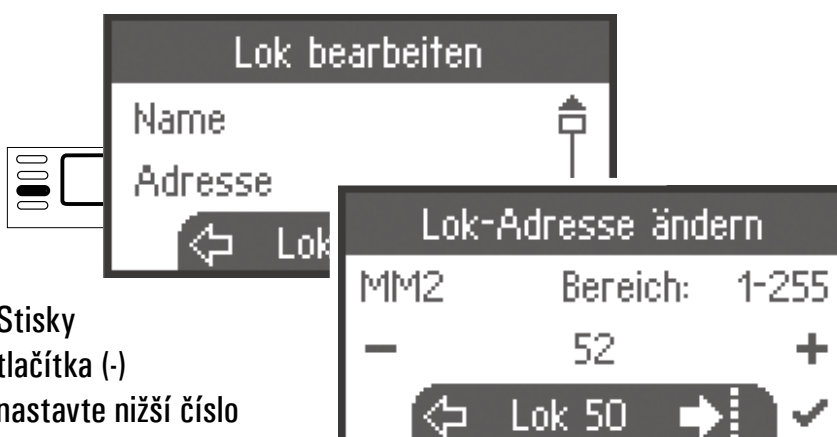 Lok bearbeiten
Name
Adresse
Lok
Lok-Adresse ändern
MM2 Bereich: 1-255
− 52 +
Lok 50
Stisky
tlačítka (-)
nastavte nižší číslo